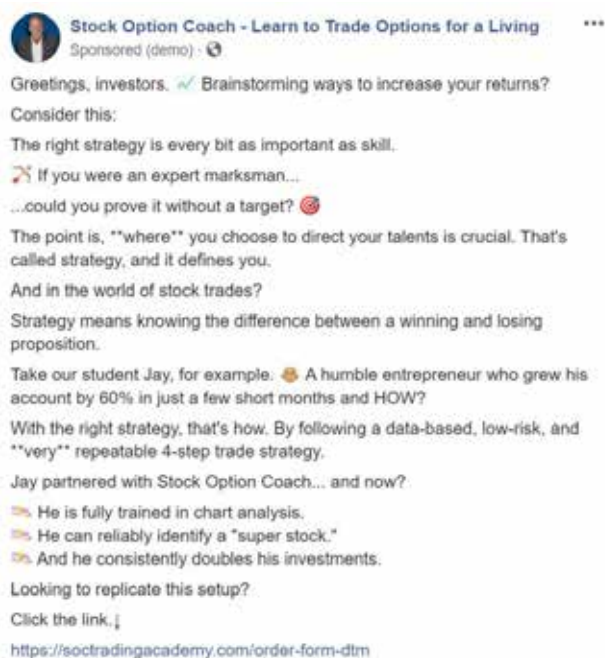 Stock Option Coach - Learn to Trade Options for a Living
Sponsored (demo) ·
Greetings, investors. 📈 Brainstorming ways to increase your returns?
Consider this:
The right strategy is every bit as important as skill.
🏹 If you were an expert marksman...
...could you prove it without a target? 🎯
The point is, **where** you choose to direct your talents is crucial. That's
called strategy, and it defines you.
And in the world of stock trades?
Strategy means knowing the difference between a winning and losing
proposition.
Take our student Jay, for example. A humble entrepreneur who grew his
account by 60% in just a few short months and HOW?
With the right strategy, that's how. By following a data-based, low-risk, and
**very** repeatable 4-step trade strategy.
Jay partnered with Stock Option Coach... and now?
He is fully trained in chart analysis.
He can reliably identify a "super stock."
And he consistently doubles his investments.
Looking to replicate this setup?
Click the link.↓
https://soctradingacademy.com/order-form-dtm